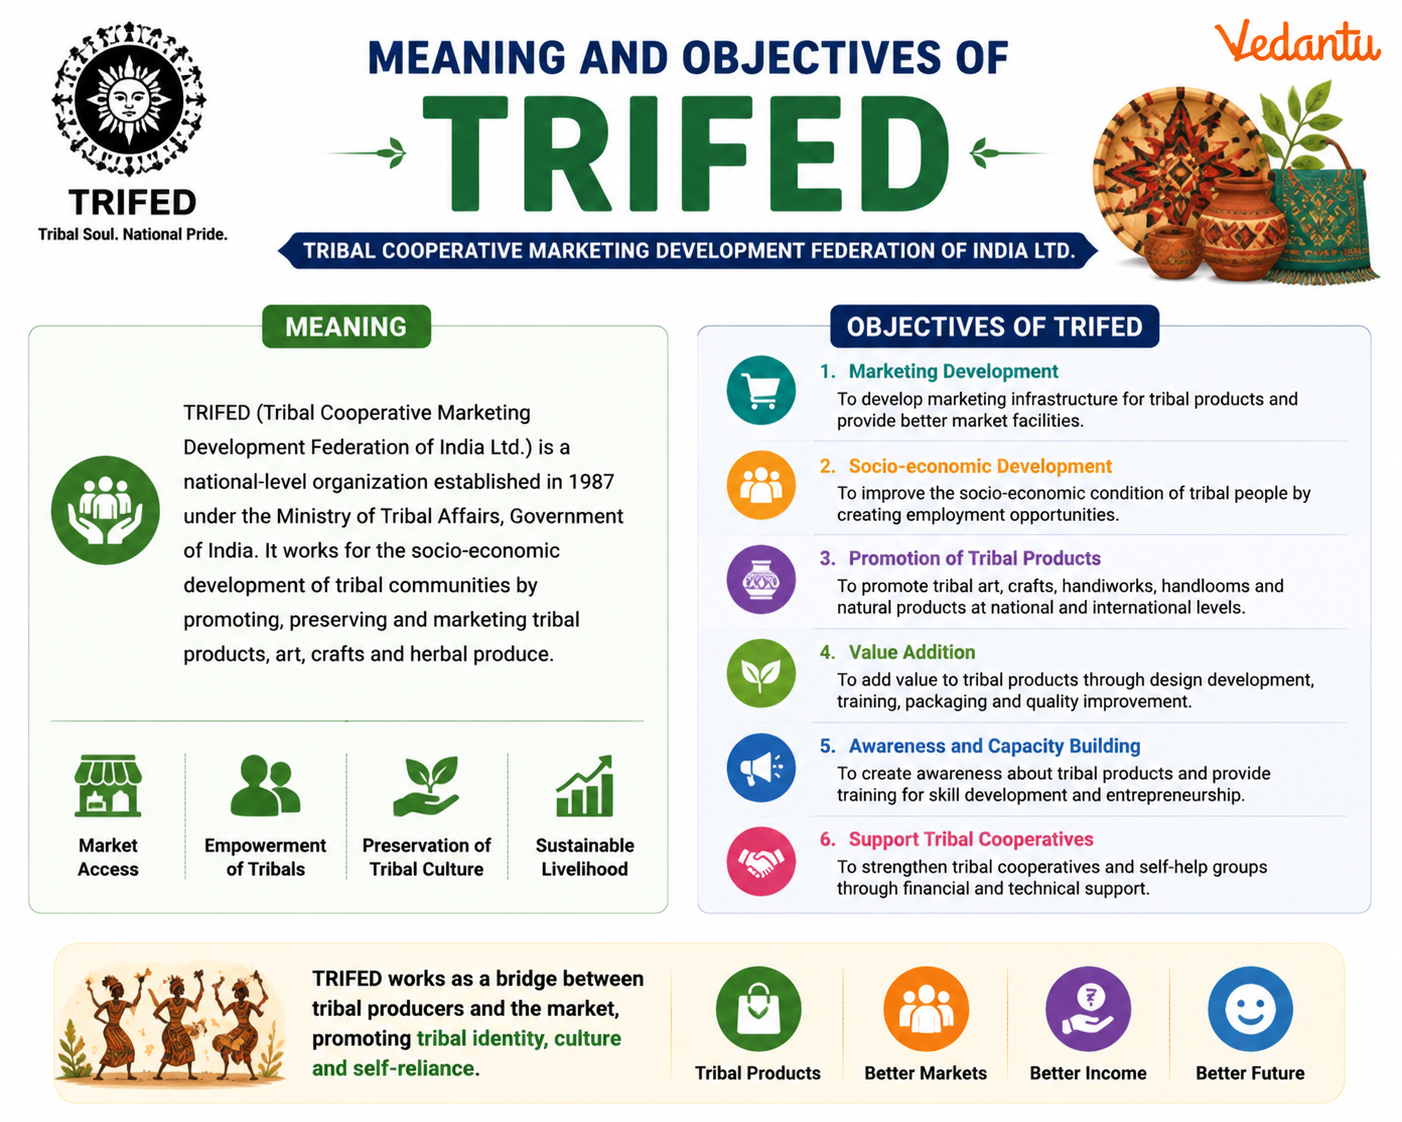 Vedantu
MEANING AND OBJECTIVES OF
TRIFED
TRIBAL COOPERATIVE MARKETING DEVELOPMENT FEDERATION OF INDIA LTD.
TRIFED
Tribal Soul. National Pride.
MEANING
TRIFED (Tribal Cooperative Marketing
Development Federation of India Ltd.) is a
national-level organization established in 1987
under the Ministry of Tribal Affairs, Government
of India. It works for the socio-economic
development of tribal communities by
promoting, preserving and marketing tribal
products, art, crafts and herbal produce.
Market
Access
Empowerment
of Tribals
Preservation of
Tribal Culture
Sustainable
Livelihood
OBJECTIVES OF TRIFED
1. Marketing Development
To develop marketing infrastructure for tribal products and
provide better market facilities.
2. Socio-economic Development
To improve the socio-economic condition of tribal people by
creating employment opportunities.
3. Promotion of Tribal Products
To promote tribal art, crafts, handiworks, handlooms and
natural products at national and international levels.
4. Value Addition
To add value to tribal products through design development,
training, packaging and quality improvement.
5. Awareness and Capacity Building
To create awareness about tribal products and provide
training for skill development and entrepreneurship.
6. Support Tribal Cooperatives
To strengthen tribal cooperatives and self-help groups
through financial and technical support.
TRIFED works as a bridge between
tribal producers and the market,
promoting tribal identity, culture
and self-reliance.
Tribal Products
₹
Better Markets
Better Income
Better Future